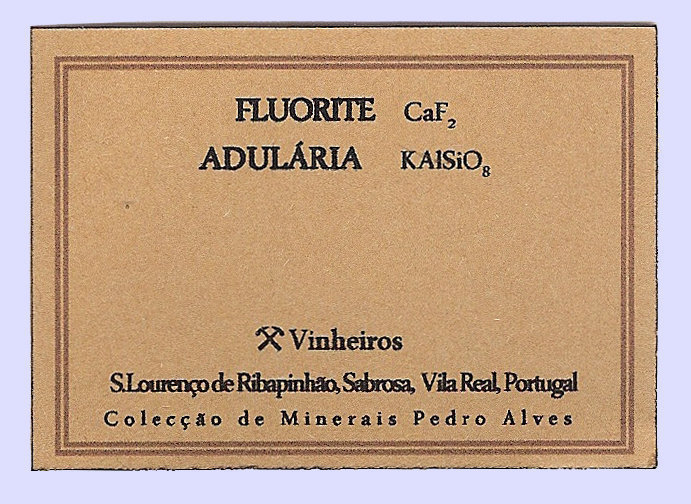 FLUORITE CaF₂
ADULÁRIA KAlSiO₈
⚒ Vinheiros
S.Lourenço de Ribapinhão, Sabrosa, Vila Real, Portugal
Colecção de Minerais Pedro Alves